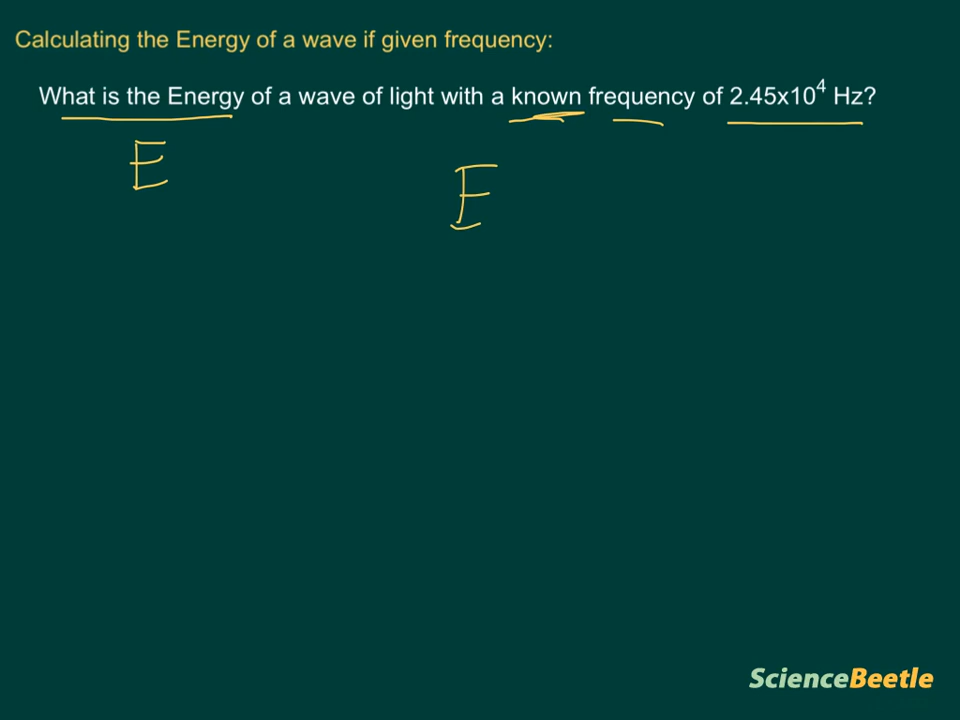 Calculating the Energy of a wave if given frequency:
What is the Energy of a wave of light with a known frequency of 2.45x10⁴ Hz?
E
E
ScienceBeetle